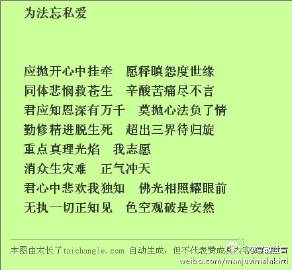 为法忘私爱
应抛开心中挂牵　愿释嗔怨度世缘
同体悲悯救苍生　辛酸苦痛尽不言
君应知恩深有万千　莫抛心法负了情
勤修精进脱生死　超出三界待归旋
重点真理光焰　我志愿
消众生灾难　正气冲天
君心中悲欢我独知　佛光相照耀眼前
无执一切正知见　色空观破是安然
本图由太长了taichangle.com 自动生成，但不代表赞成
weibo.com/manjuvimalakirti